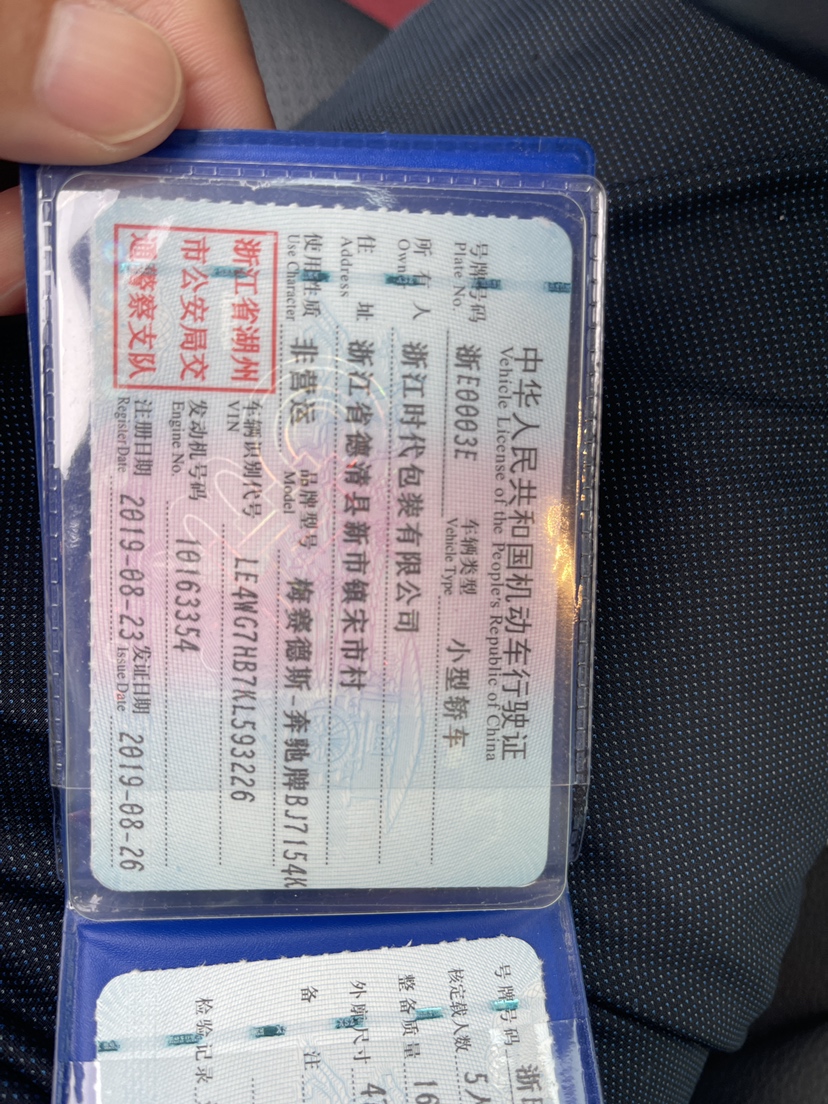 中华人民共和国机动车行驶证
Vehicle License of the People's Republic of China
号牌号码 浙E0003E 车辆类型 小型轿车
Plate No. Vehicle Type
所有人 浙江时代包装有限公司
Owner
住址 浙江省德清县新市镇宋市村
Address
使用性质 非营运 品牌型号 梅赛德斯-奔驰牌BJ7154K
Use Character Model
浙江省湖州
市公安局交
通警察支队
车辆识别代号 LE4WG7HB7KL593226
VIN
发动机号码 10163354
Engine No.
注册日期 2019-08-23 发证日期 2019-08-26
Register Date Issue Date
号牌号码 浙
核定载人数 5人
整备质量 16
外廓尺寸 4
备注
检验记录